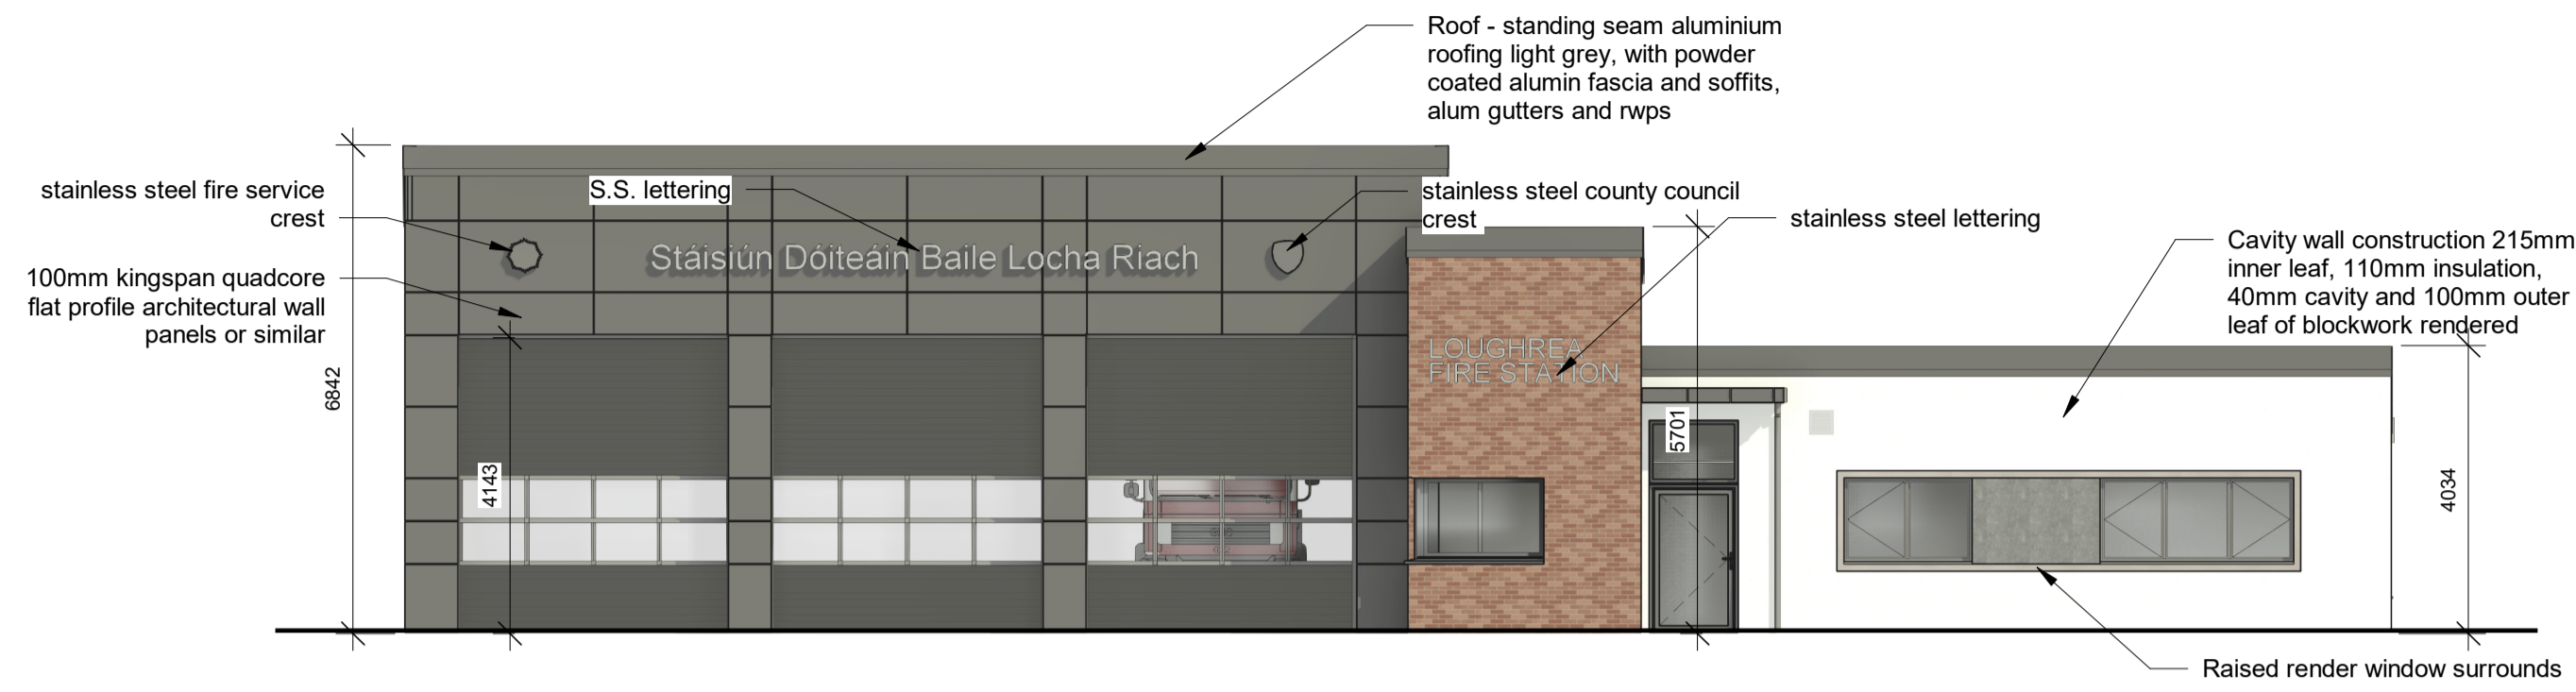 Roof - standing seam aluminium
roofing light grey, with powder
coated alumin fascia and soffits,
alum gutters and rwps
stainless steel fire service
crest
S.S. lettering
stainless steel county council
crest
stainless steel lettering
Cavity wall construction 215mm
inner leaf, 110mm insulation,
40mm cavity and 100mm outer
leaf of blockwork rendered
100mm kingspan quadcore
flat profile architectural wall
panels or similar
Stáisiún Dóiteáin Baile Locha Riach
LOUGHREA
FIRE STATION
6842
4143
5701
4034
Raised render window surrounds